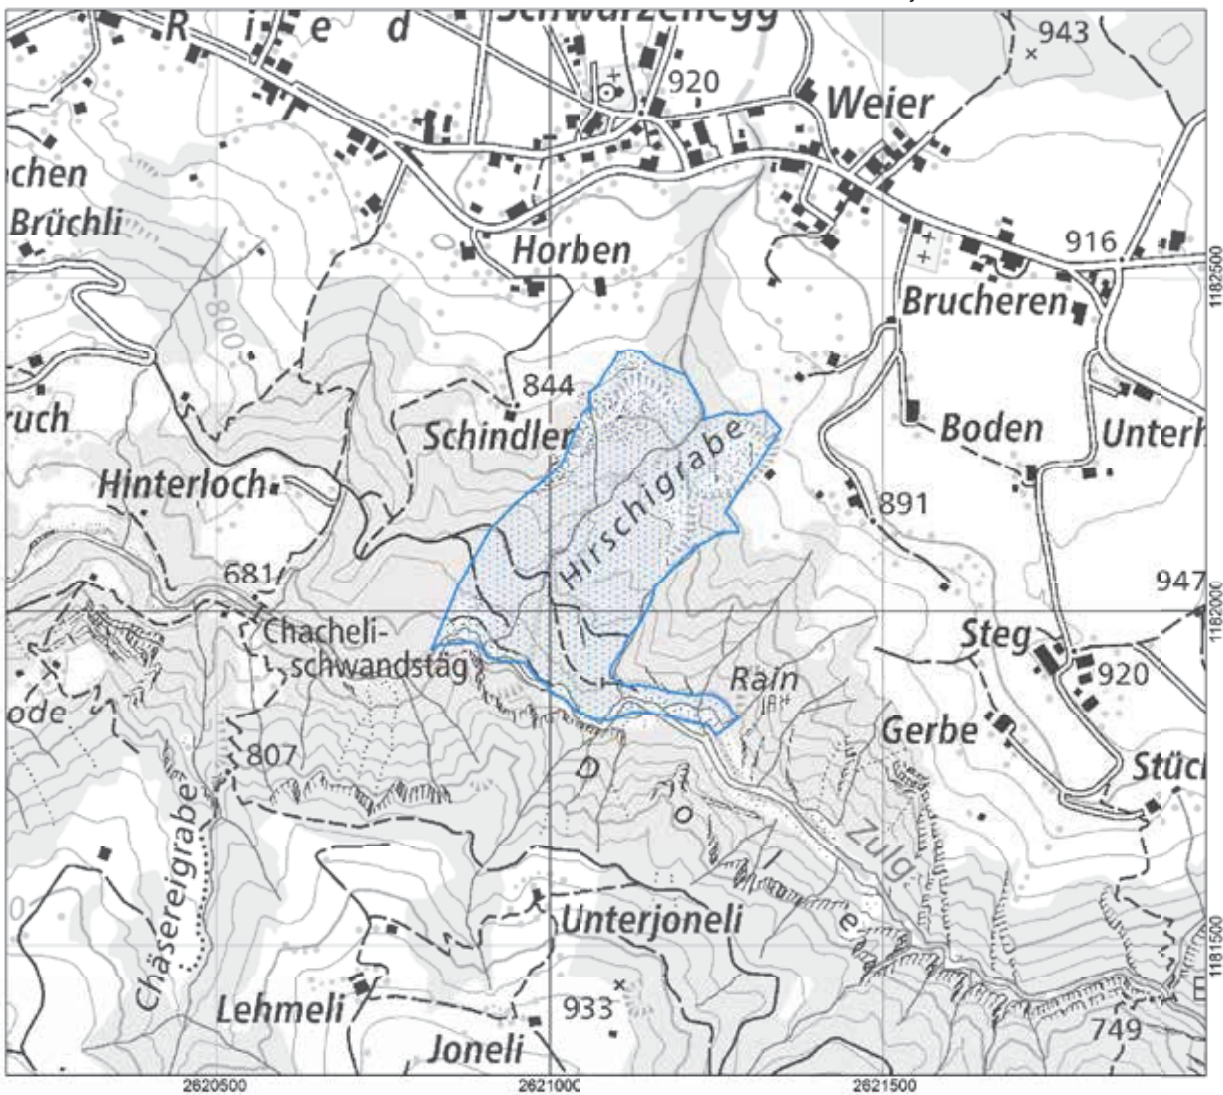 Schwarzenegg
Ried
943
920
Weier
chen
Brüchli
Horben
916
1182500
Brucheren
800
844
ruch
Schindler
Boden
Unterh
Hinterloch
Hirschigrabe
891
681
947
1182000
Chacheli-
schwandstäg
Steg
Rain
920
ode
Gerbe
807
Stücl
Dole
Zulg
Chäsereigrabe
Unterjoneli
1181500
Lehmeli
933
749
Joneli
2620500
2621000
2621500